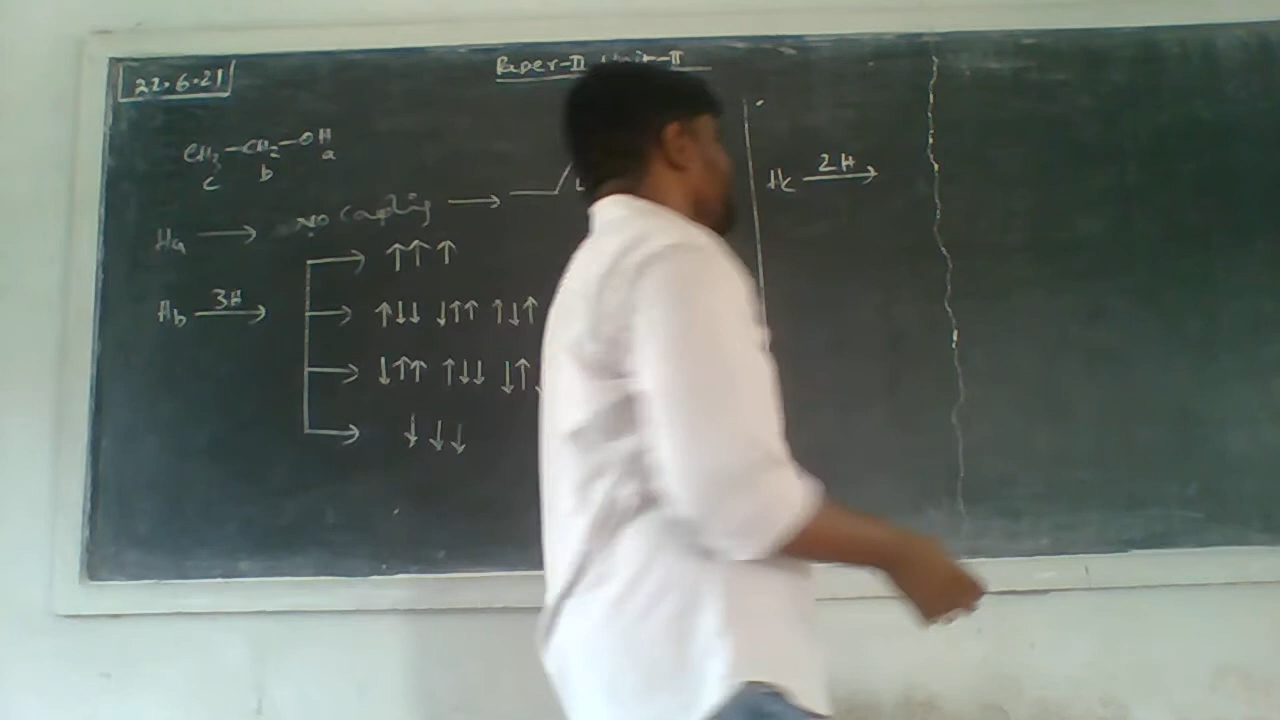 22.6.21
Paper-II Unit-II
CH3-CH2-OH
c b a
Ha → No Coupling →
Hb 3H→
↑↑↑
↑↓↓ ↓↑↑ ↑↓↑
↓↑↑ ↑↓↓ ↓↑
↓↓↓
Hc 2H→